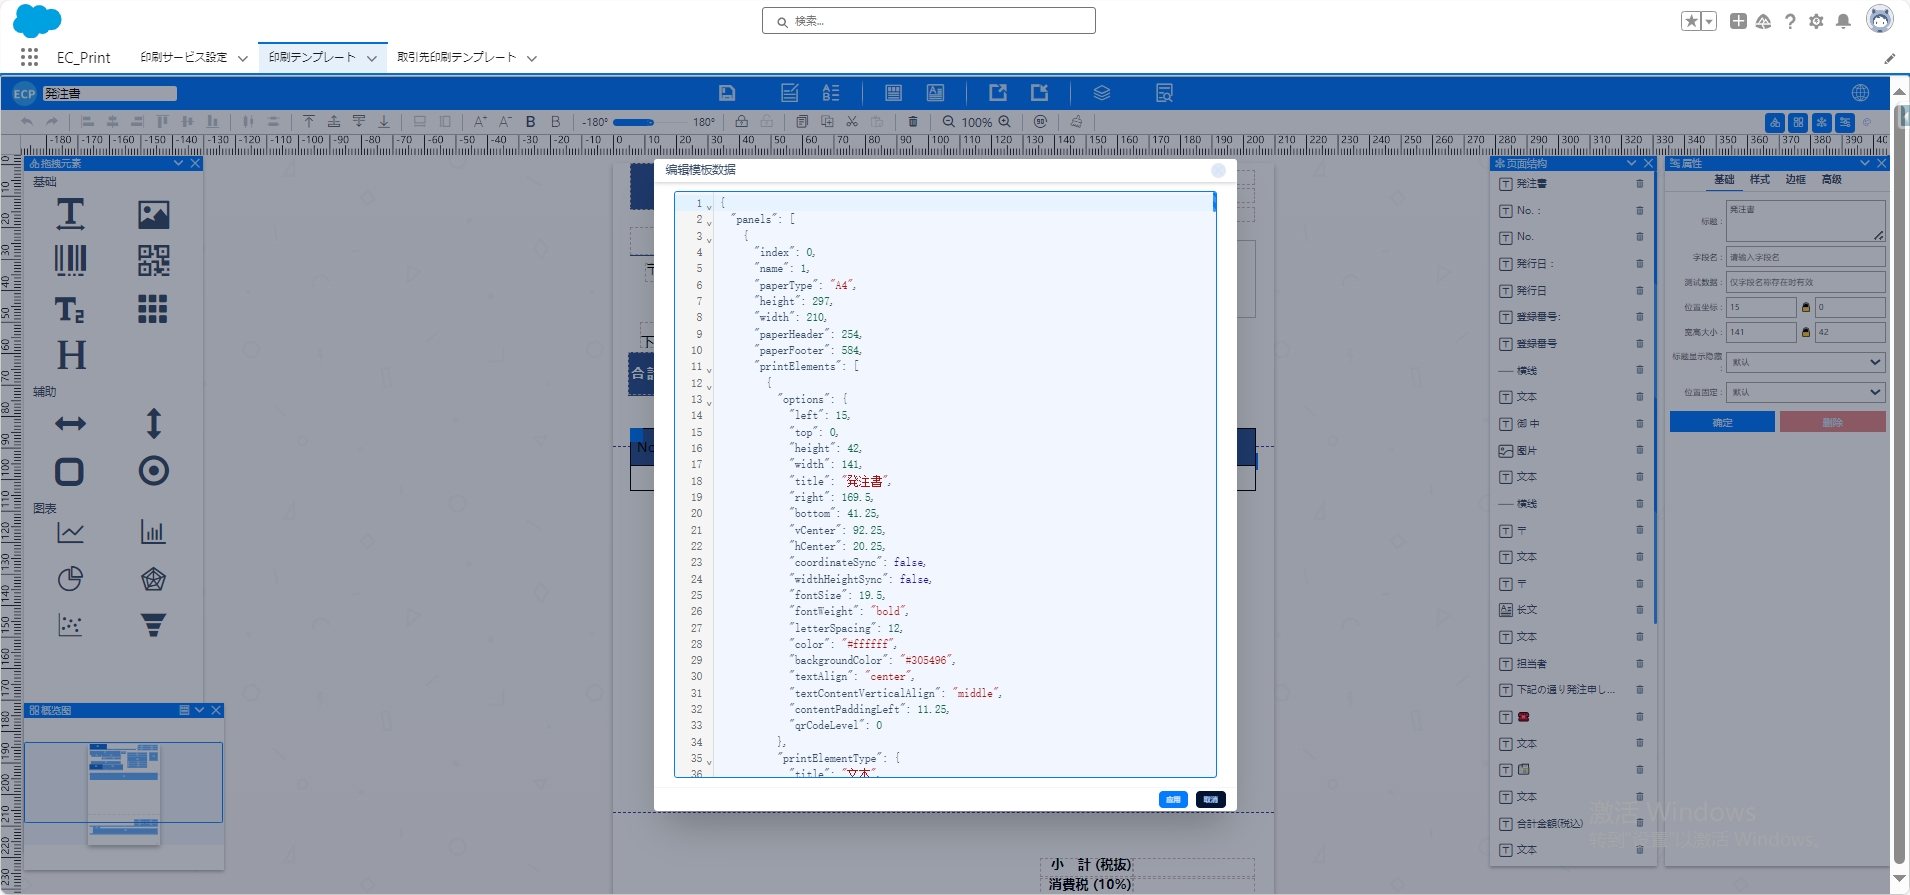 検索...
EC_Print
印刷サービス設定
印刷テンプレート
取引先印刷テンプレート
ECP
発注書
-180°
180°
100%
-180 -170 -160 -150 -140 -130 -120 -110 -100 -90 -80 -70 -60 -50 -40 -30 -20 -10 0 10 20 30 40 50 60 70 80 90 100 110 120 130 140 150 160 170 180 190 200 210 220 230 240 250 260 270 280 290 300 310 320 330 340 350 360 370 380 390
拖拽元素
基础
辅助
图表
概览图
编辑模板数据
1 {
2 "panels": [
3 {
4 "index": 0,
5 "name": 1,
6 "paperType": "A4",
7 "height": 297,
8 "width": 210,
9 "paperHeader": 254,
10 "paperFooter": 584,
11 "printElements": [
12 {
13 "options": {
14 "left": 15,
15 "top": 0,
16 "height": 42,
17 "width": 141,
18 "title": "発注書",
19 "right": 169.5,
20 "bottom": 41.25,
21 "vCenter": 92.25,
22 "hCenter": 20.25,
23 "coordinateSync": false,
24 "widthHeightSync": false,
25 "fontSize": 19.5,
26 "fontWeight": "bold",
27 "letterSpacing": 12,
28 "color": "#ffffff",
29 "backgroundColor": "#305496",
30 "textAlign": "center",
31 "textContentVerticalAlign": "middle",
32 "contentPaddingLeft": 11.25,
33 "qrCodeLevel": 0
34 },
35 "printElementType": {
36 "title": "文本",
应用
取消
下
合
No
小 計 (税抜)
消費税 (10%)
页面结构
発注書
No.：
No.
発行日：
発行日
登録番号:
登録番号
横线
文本
御 中
图片
文本
横线
〒
文本
〒
长文
文本
担当者
下記の通り発注申し...
文本
文本
合計金額(税込)
文本
属性
基础
样式
边框
高级
标题：
発注書
字段名：
请输入字段名
测试数据：
仅字段名称存在时有效
位置坐标：
15
0
宽高大小：
141
42
标题显示隐藏：
默认
位置固定：
默认
确定
删除
激活 Windows
转到"设置"以激活 Windows。